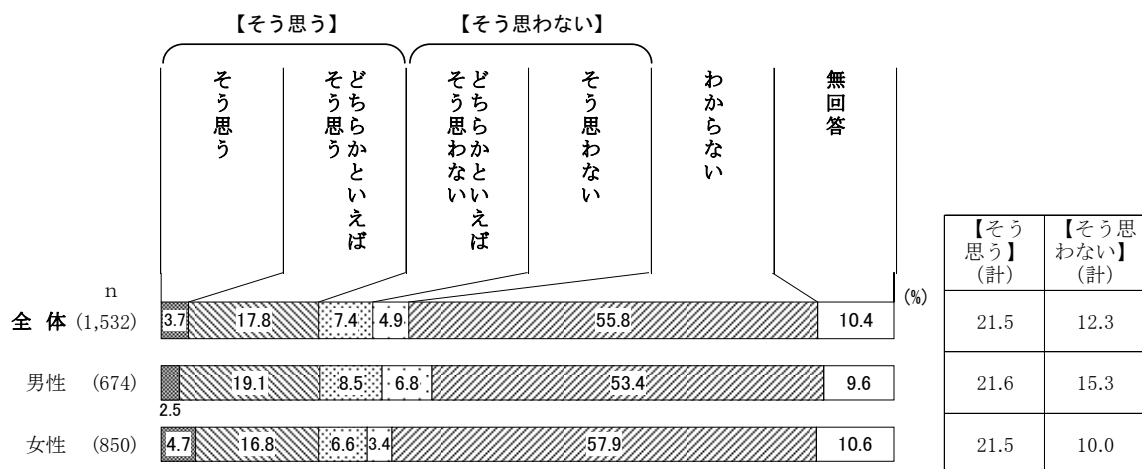 【そう思う】
【そう思わない】
そう思う
どちらかといえば
そう思う
どちらかといえば
そう思わない
そう思わない
わからない
無回答
【そう
思う】
(計)
【そう思
わない】
(計)
n
(%)
全 体 (1,532)
3.7
17.8
7.4
4.9
55.8
10.4
21.5
12.3
男性 (674)
2.5
19.1
8.5
6.8
53.4
9.6
21.6
15.3
女性 (850)
4.7
16.8
6.6
3.4
57.9
10.6
21.5
10.0